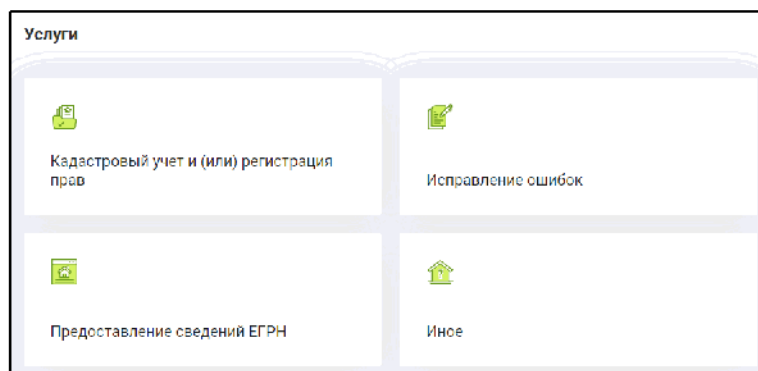 Услуги
Кадастровый учет и (или) регистрация
прав
Исправление ошибок
Предоставление сведений ЕГРН
Иное